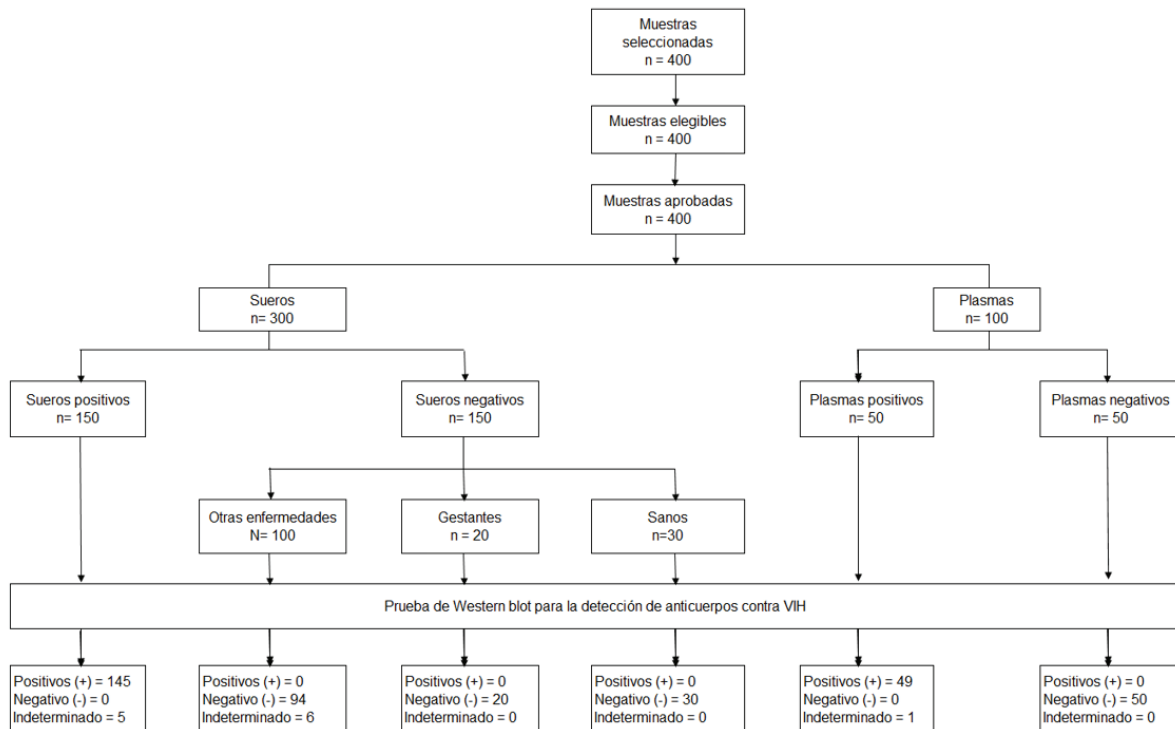 Muestras
seleccionadas
n = 400
Muestras elegibles
n = 400
Muestras aprobadas
n = 400
Sueros
n= 300
Plasmas
n= 100
Sueros positivos
n= 150
Sueros negativos
n= 150
Plasmas positivos
n= 50
Plasmas negativos
n= 50
Otras enfermedades
N= 100
Gestantes
n = 20
Sanos
n=30
Prueba de Western blot para la detección de anticuerpos contra VIH
Positivos (+) = 145
Negativo (-) = 0
Indeterminado = 5
Positivos (+) = 0
Negativo (-) = 94
Indeterminado = 6
Positivos (+) = 0
Negativo (-) = 20
Indeterminado = 0
Positivos (+) = 0
Negativo (-) = 30
Indeterminado = 0
Positivos (+) = 49
Negativo (-) = 0
Indeterminado = 1
Positivos (+) = 0
Negativo (-) = 50
Indeterminado = 0